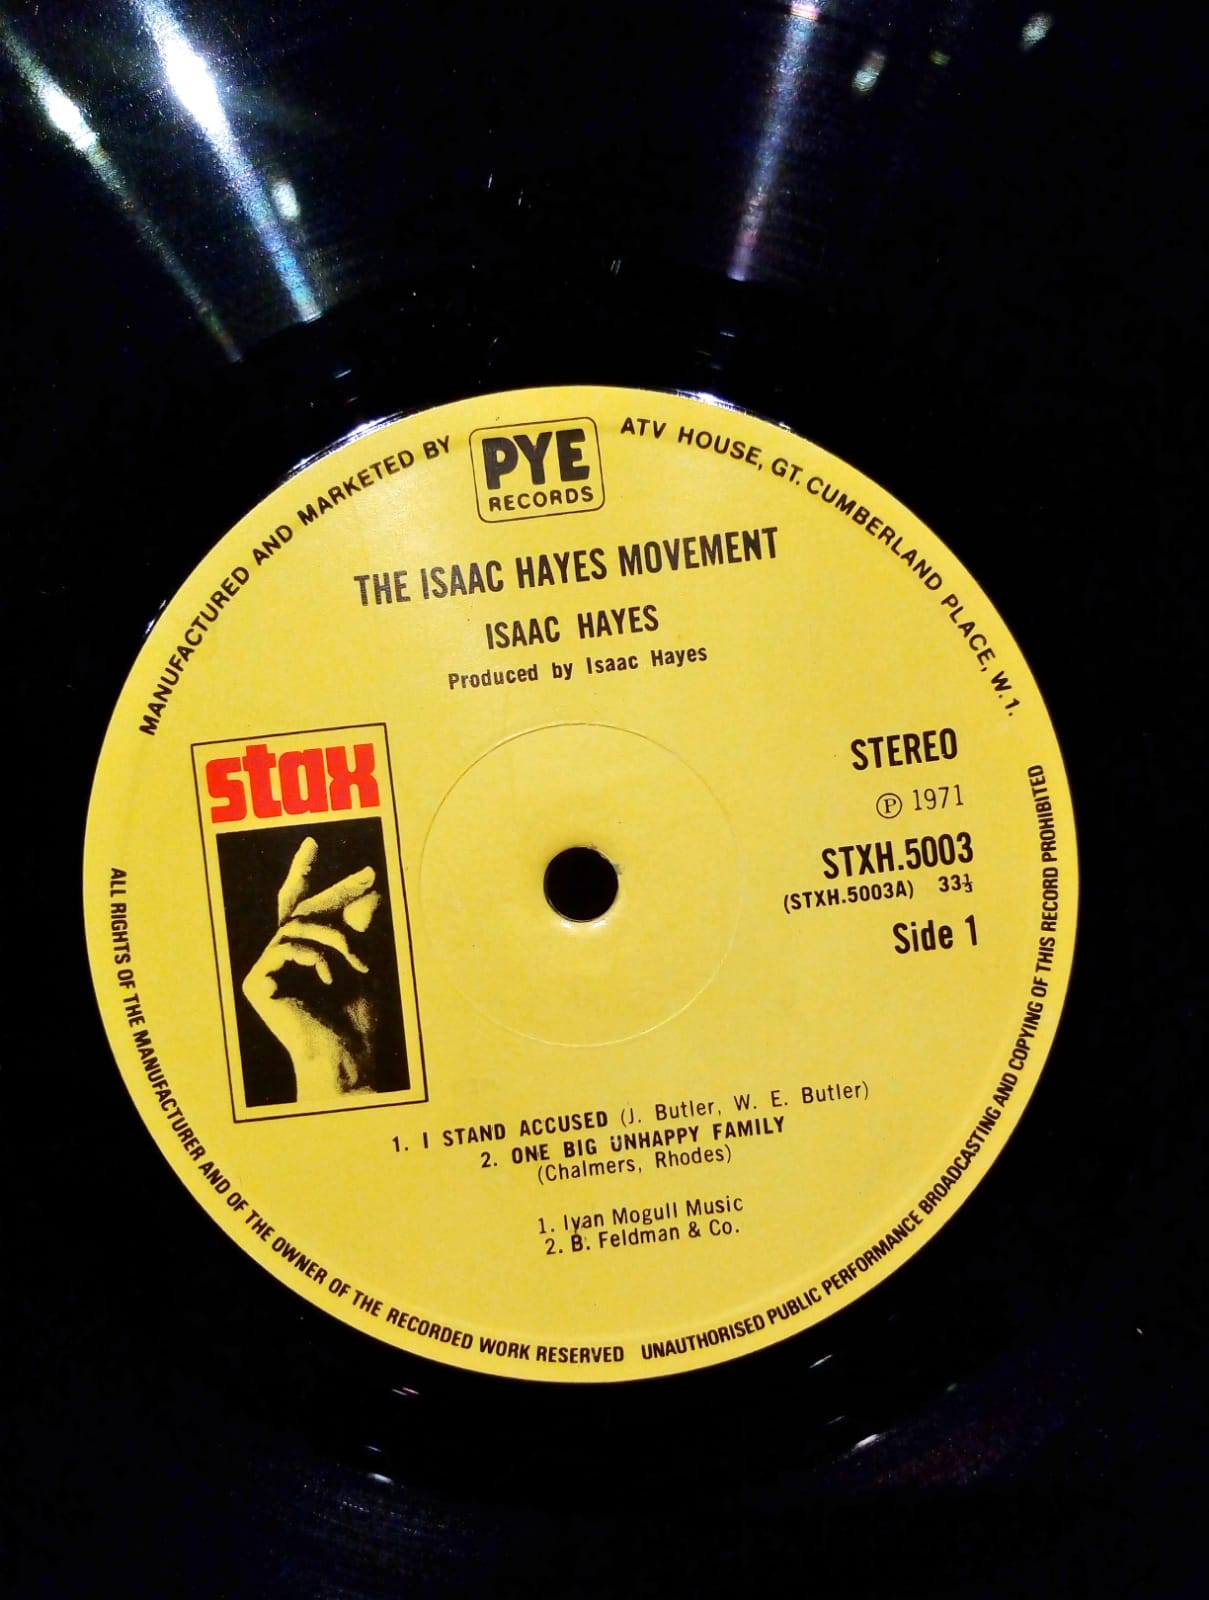 MANUFACTURED AND MARKETED BY
PYE
RECORDS
ATV HOUSE, GT. CUMBERLAND PLACE, W.1.
THE ISAAC HAYES MOVEMENT
ISAAC HAYES
Produced by Isaac Hayes
stax
STEREO
Ⓟ 1971
STXH.5003
(STXH.5003A) 33⅓
Side 1
1. I STAND ACCUSED (J. Butler, W. E. Butler)
2. ONE BIG UNHAPPY FAMILY
(Chalmers, Rhodes)
1. Ivan Mogull Music
2. B. Feldman & Co.
ALL RIGHTS OF THE MANUFACTURER AND OF THE OWNER OF THE RECORDED WORK RESERVED
UNAUTHORISED PUBLIC PERFORMANCE BROADCASTING AND COPYING OF THIS RECORD PROHIBITED